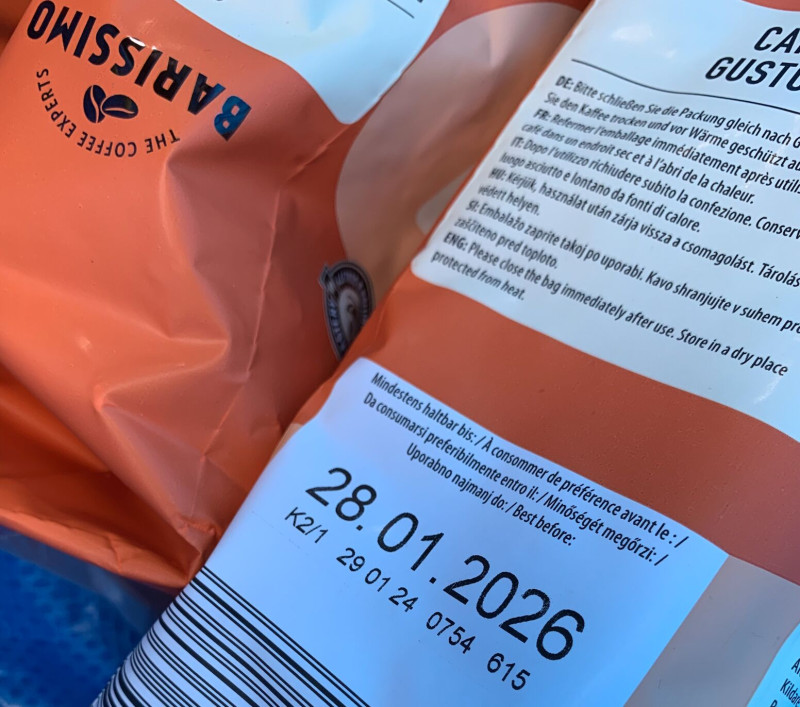 BARISSIMO
THE COFFEE EXPERTS
GUSTO
DE: Bitte schließen Sie die Packung gleich nach
Sie den Kaffee trocken und vor Wärme geschützt
FR: Refermer l'emballage immédiatement après
café dans un endroit sec et à l'abri de la chaleur.
IT: Dopo l'utilizzo richiudere subito la confezione.
luogo asciutto e lontano da fonti di calore.
HU: Kérjük, használat után zárja vissza a csomagolást. Tárolás
védett helyen.
SI: Embalažo zaprite takoj po uporabi. Kavo shranjujte v suhem
zaščiteno pred toploto.
ENG: Please close the bag immediately after use. Store in a dry place
protected from heat.
Mindestens haltbar bis: / À consommer de préférence avant le : /
Da consumarsi preferibilmente entro il: / Minőségét megőrzi: /
Uporabno najmanj do: / Best before:
28.01.2026
K2/1 29 01 24 0754 615